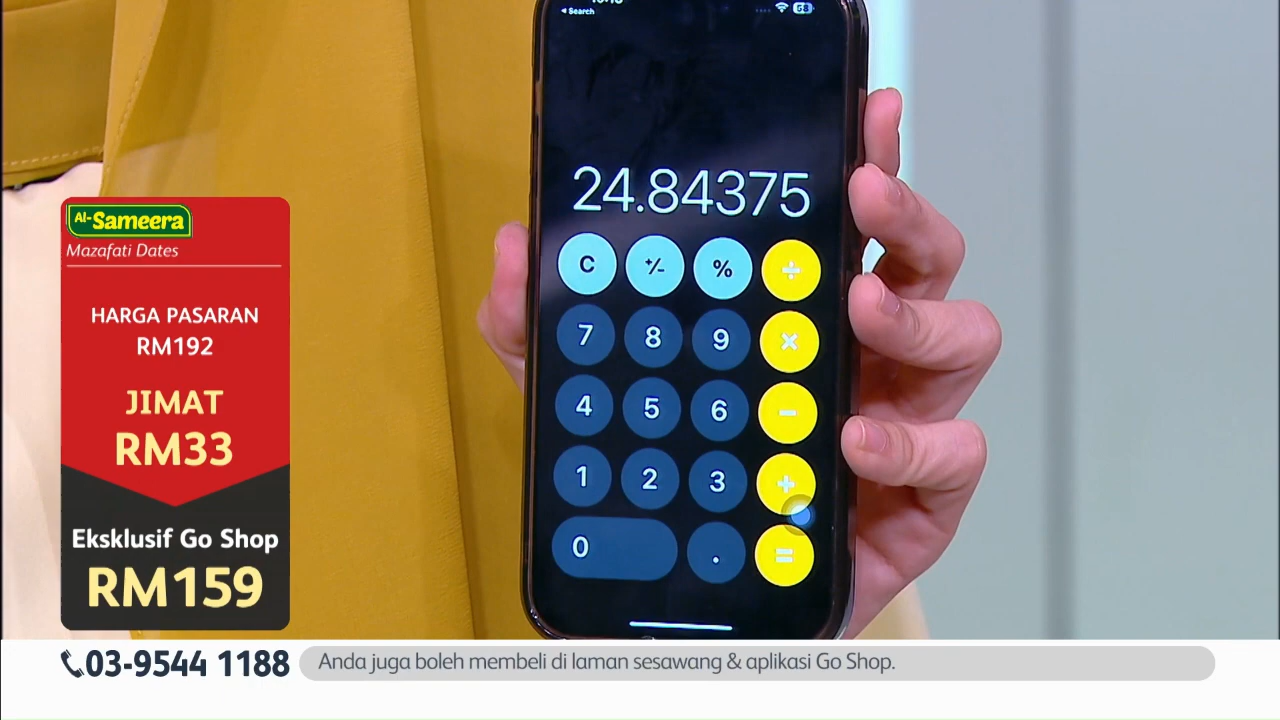 Search
68
24.84375
C +/- % ÷
7 8 9 ×
4 5 6 −
1 2 3 +
0 . =
Al-Sameera
Mazafati Dates
HARGA PASARAN
RM192
JIMAT
RM33
Eksklusif Go Shop
RM159
03-9544 1188
Anda juga boleh membeli di laman sesawang & aplikasi Go Shop.